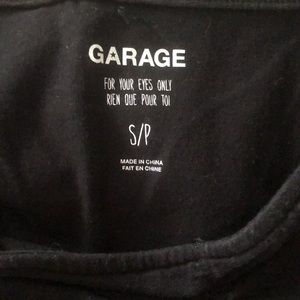 GARAGE
FOR YOUR EYES ONLY
RIEN QUE POUR TOI
S/P
MADE IN CHINA
FAIT EN CHINE